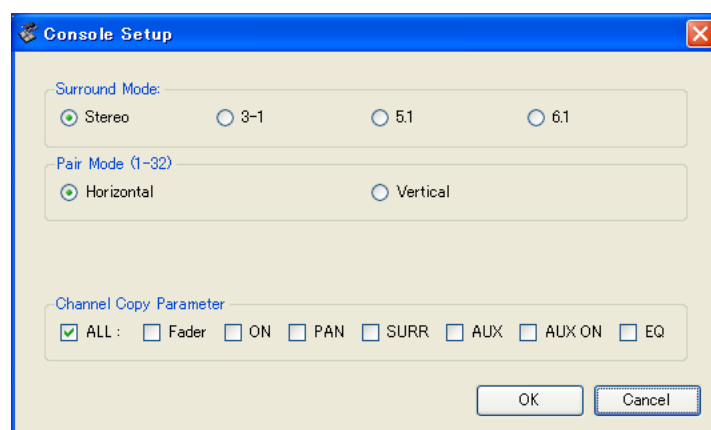 Console Setup
Surround Mode:
Stereo 3-1 5.1 6.1
Pair Mode (1-32)
Horizontal Vertical
Channel Copy Parameter
ALL : Fader ON PAN SURR AUX AUX ON EQ
OK Cancel